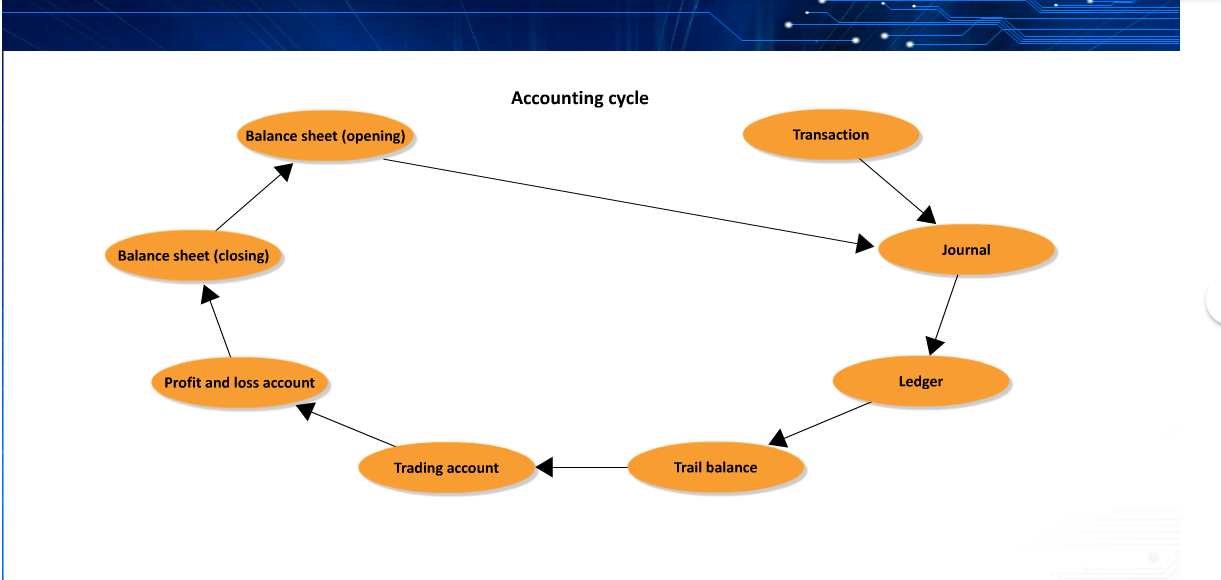 Accounting cycle
Balance sheet (opening)
Transaction
Balance sheet (closing)
Journal
Profit and loss account
Ledger
Trading account
Trail balance